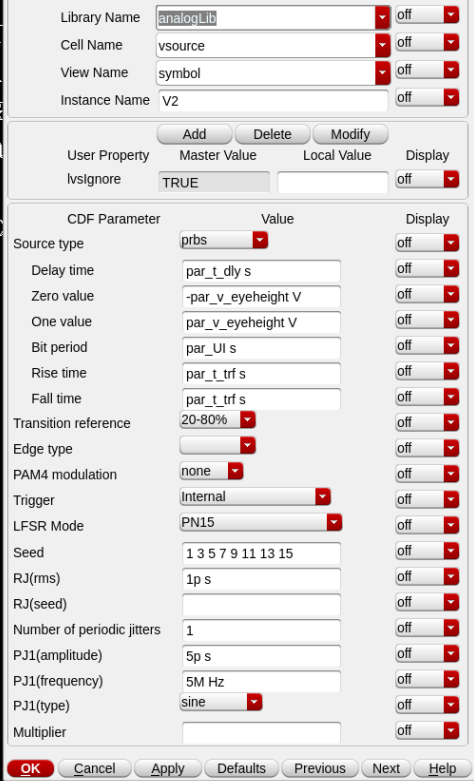 Library Name analogLib off
Cell Name vsource off
View Name symbol off
Instance Name V2 off
Add Delete Modify
User Property Master Value Local Value Display
lvsIgnore TRUE off
CDF Parameter Value Display
Source type prbs off
Delay time par_t_dly s off
Zero value -par_v_eyeheight V off
One value par_v_eyeheight V off
Bit period par_UI s off
Rise time par_t_trf s off
Fall time par_t_trf s off
Transition reference 20-80% off
Edge type off
PAM4 modulation none off
Trigger Internal off
LFSR Mode PN15 off
Seed 1 3 5 7 9 11 13 15 off
RJ(rms) 1p s off
RJ(seed) off
Number of periodic jitters 1 off
PJ1(amplitude) 5p s off
PJ1(frequency) 5M Hz off
PJ1(type) sine off
Multiplier off
OK Cancel Apply Defaults Previous Next Help